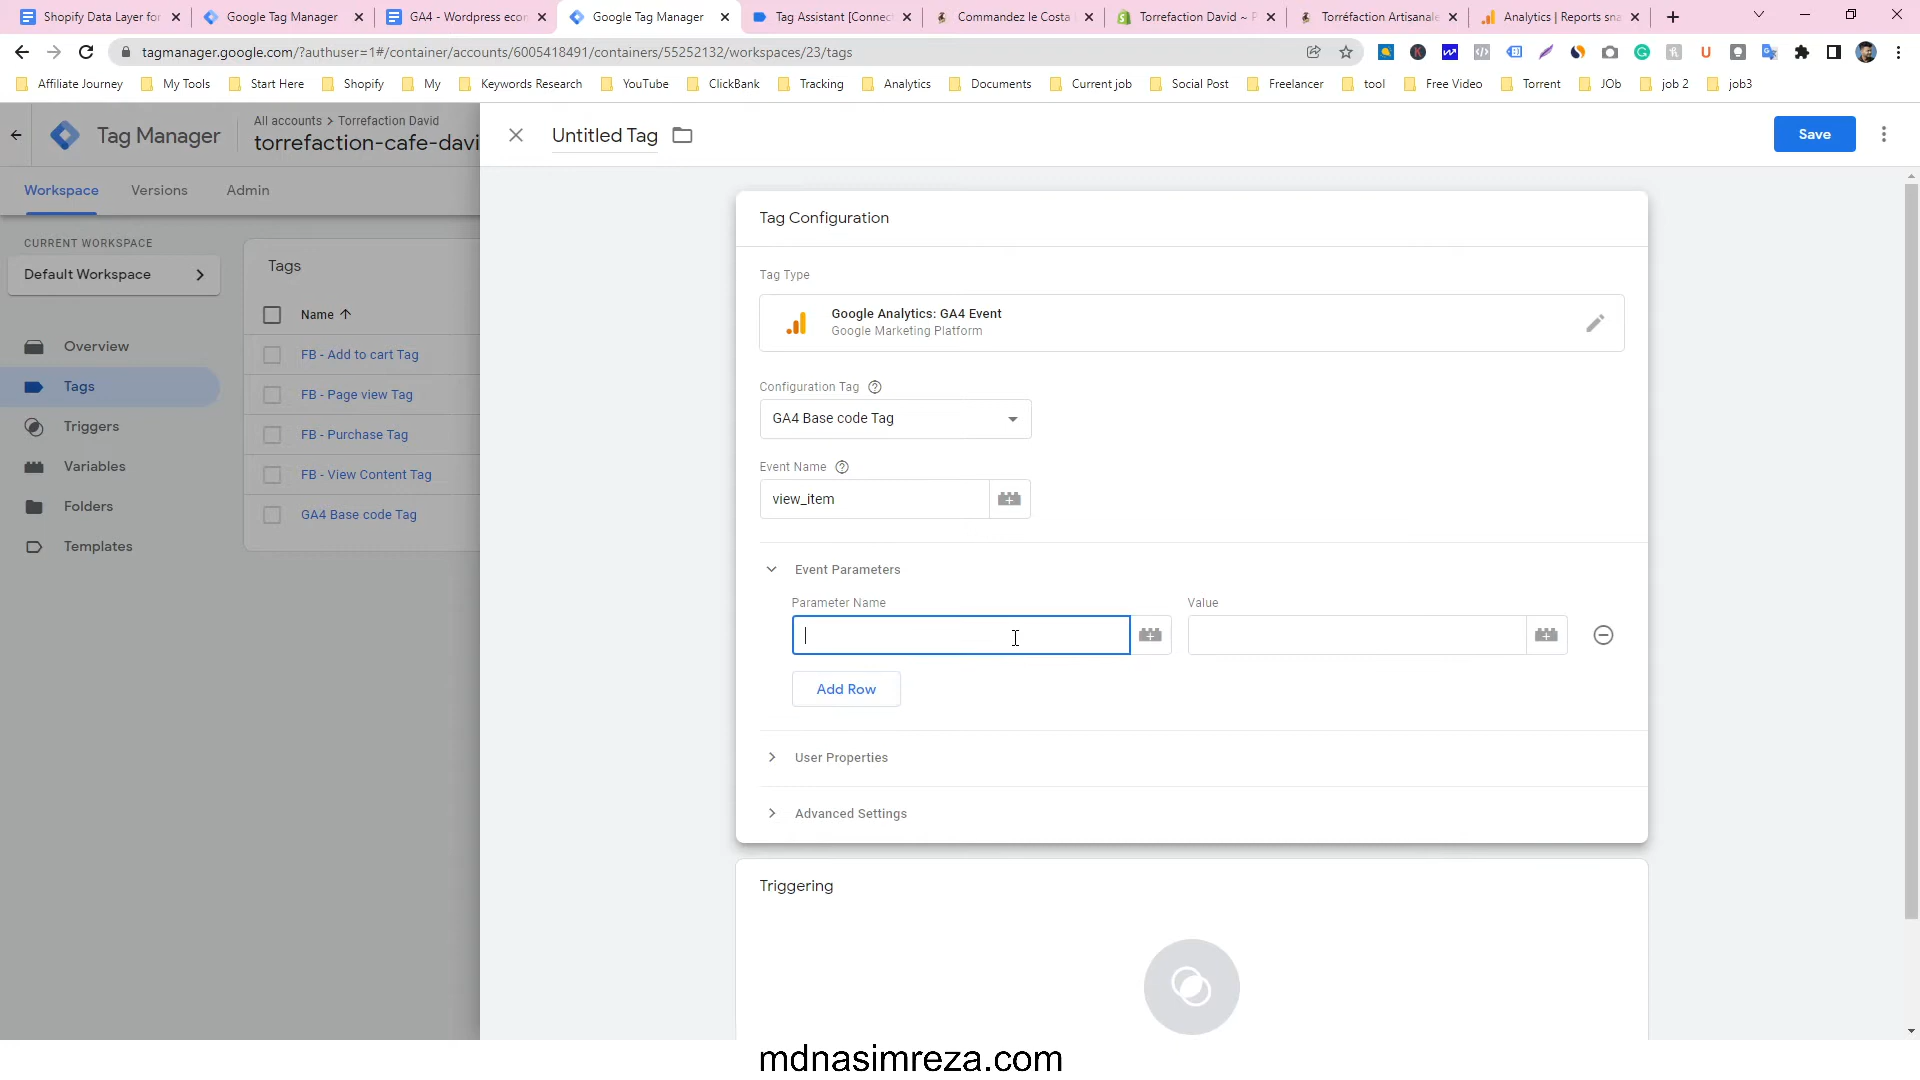 Shopify Data Layer for
Google Tag Manager
GA4 - Wordpress econ
Google Tag Manager
Tag Assistant [Connect
Commandez le Costa
Torrefaction David ~ P
Torréfaction Artisanale
Analytics | Reports sna
tagmanager.google.com/?authuser=1#/container/accounts/6005418491/containers/55252132/workspaces/23/tags
Affiliate Journey
My Tools
Start Here
Shopify
My
Keywords Research
YouTube
ClickBank
Tracking
Analytics
Documents
Current job
Social Post
Freelancer
tool
Free Video
Torrent
JOb
job 2
job3
Tag Manager
All accounts > Torrefaction David
torrefaction-cafe-davi
Untitled Tag
Save
Workspace
Versions
Admin
CURRENT WORKSPACE
Default Workspace
Overview
Tags
Triggers
Variables
Folders
Templates
Tags
Name
FB - Add to cart Tag
FB - Page view Tag
FB - Purchase Tag
FB - View Content Tag
GA4 Base code Tag
Tag Configuration
Tag Type
Google Analytics: GA4 Event
Google Marketing Platform
Configuration Tag
GA4 Base code Tag
Event Name
view_item
Event Parameters
Parameter Name
Value
Add Row
User Properties
Advanced Settings
Triggering
mdnasimreza.com